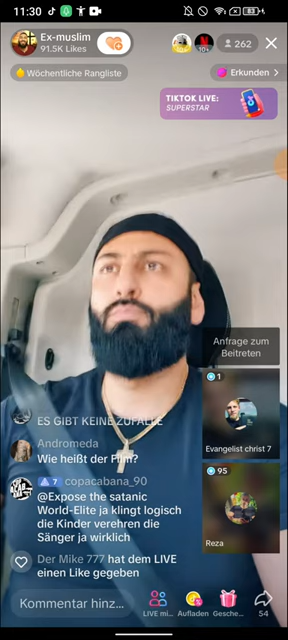 11:30
83
Ex-muslim
91.5K Likes
10+
10+
262
Wöchentliche Rangliste
Erkunden >
TIKTOK LIVE:
SUPERSTAR
Anfrage zum
Beitreten
1
Evangelist christ 7
95
Reza
ES GIBT KEINE ZUFÄLLE
Andromeda
Wie heißt der Film?
7 copacabana_90
@Expose the satanic
World-Elite ja klingt logisch
die Kinder verehren die
Sänger ja wirklich
Der Mike 777 hat dem LIVE
einen Like gegeben
Kommentar hinz...
LIVE mi...
Aufladen
Gesche...
54